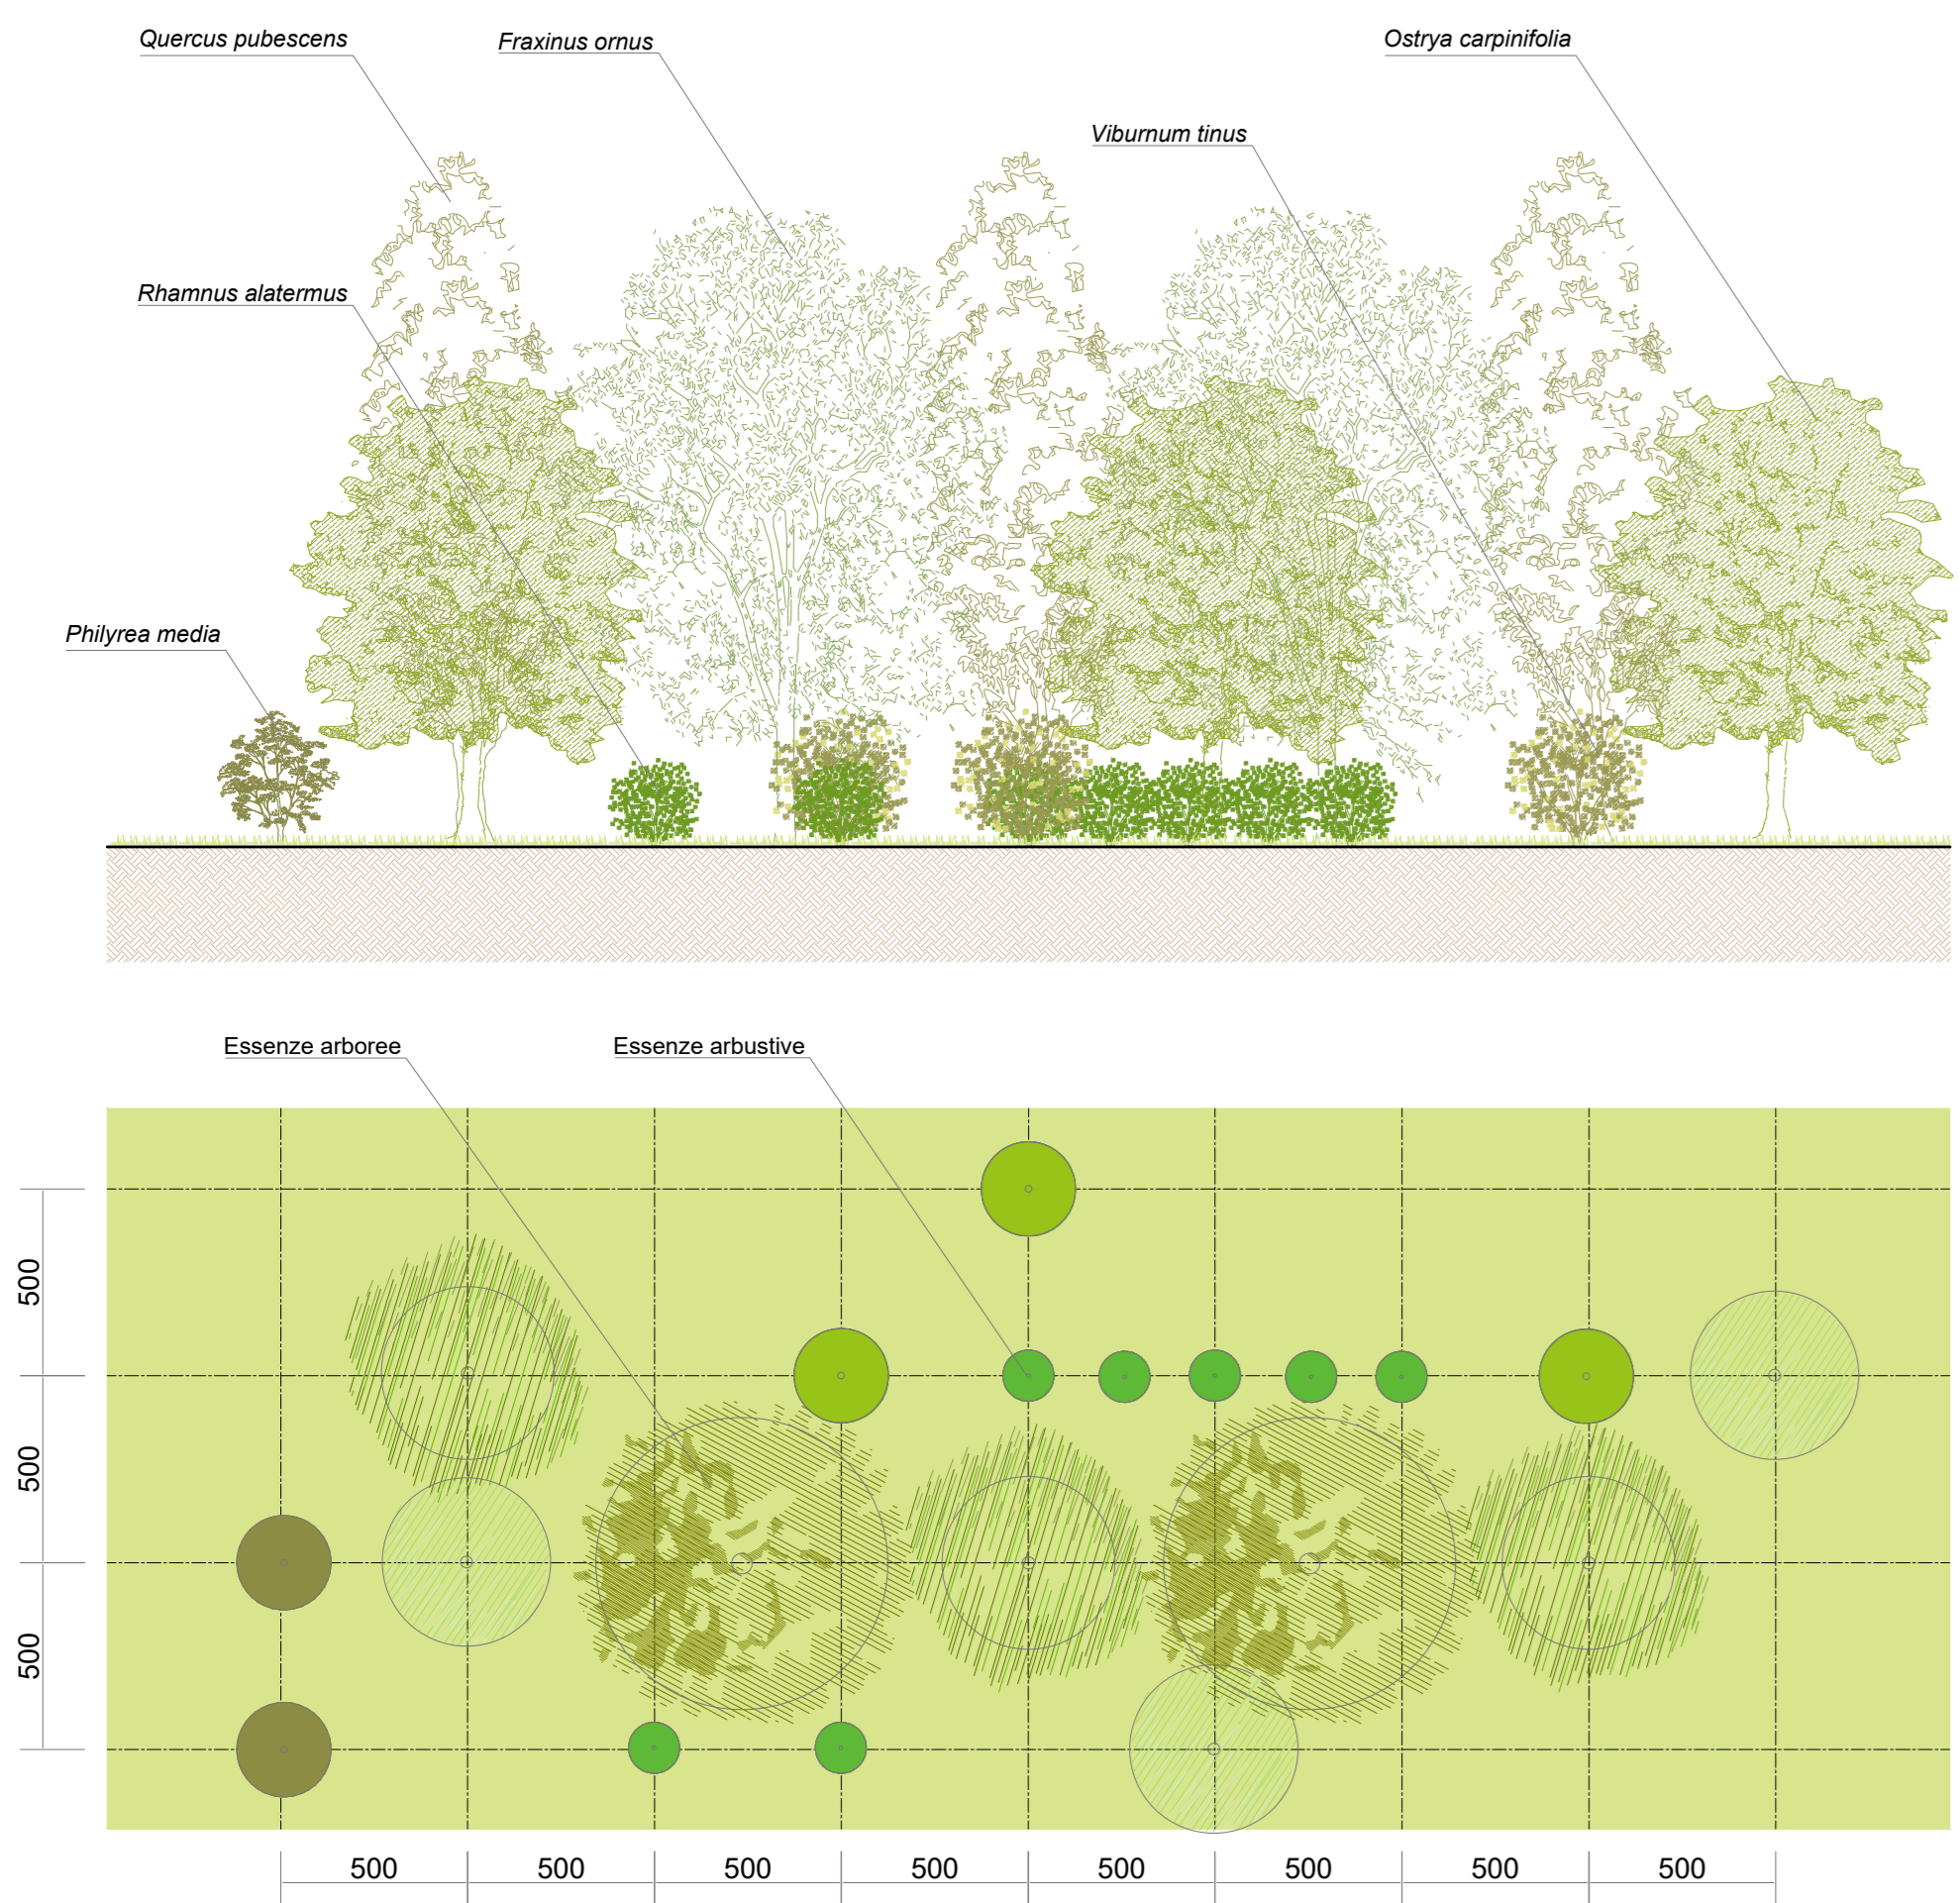 Quercus pubescens
Fraxinus ornus
Ostrya carpinifolia
Viburnum tinus
Rhamnus alatermus
Philyrea media
Essenze arboree
Essenze arbustive
500
500
500
500
500
500
500
500
500
500
500